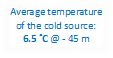 Average temperature
of the cold source:
6.5 ˚C @ - 45 m